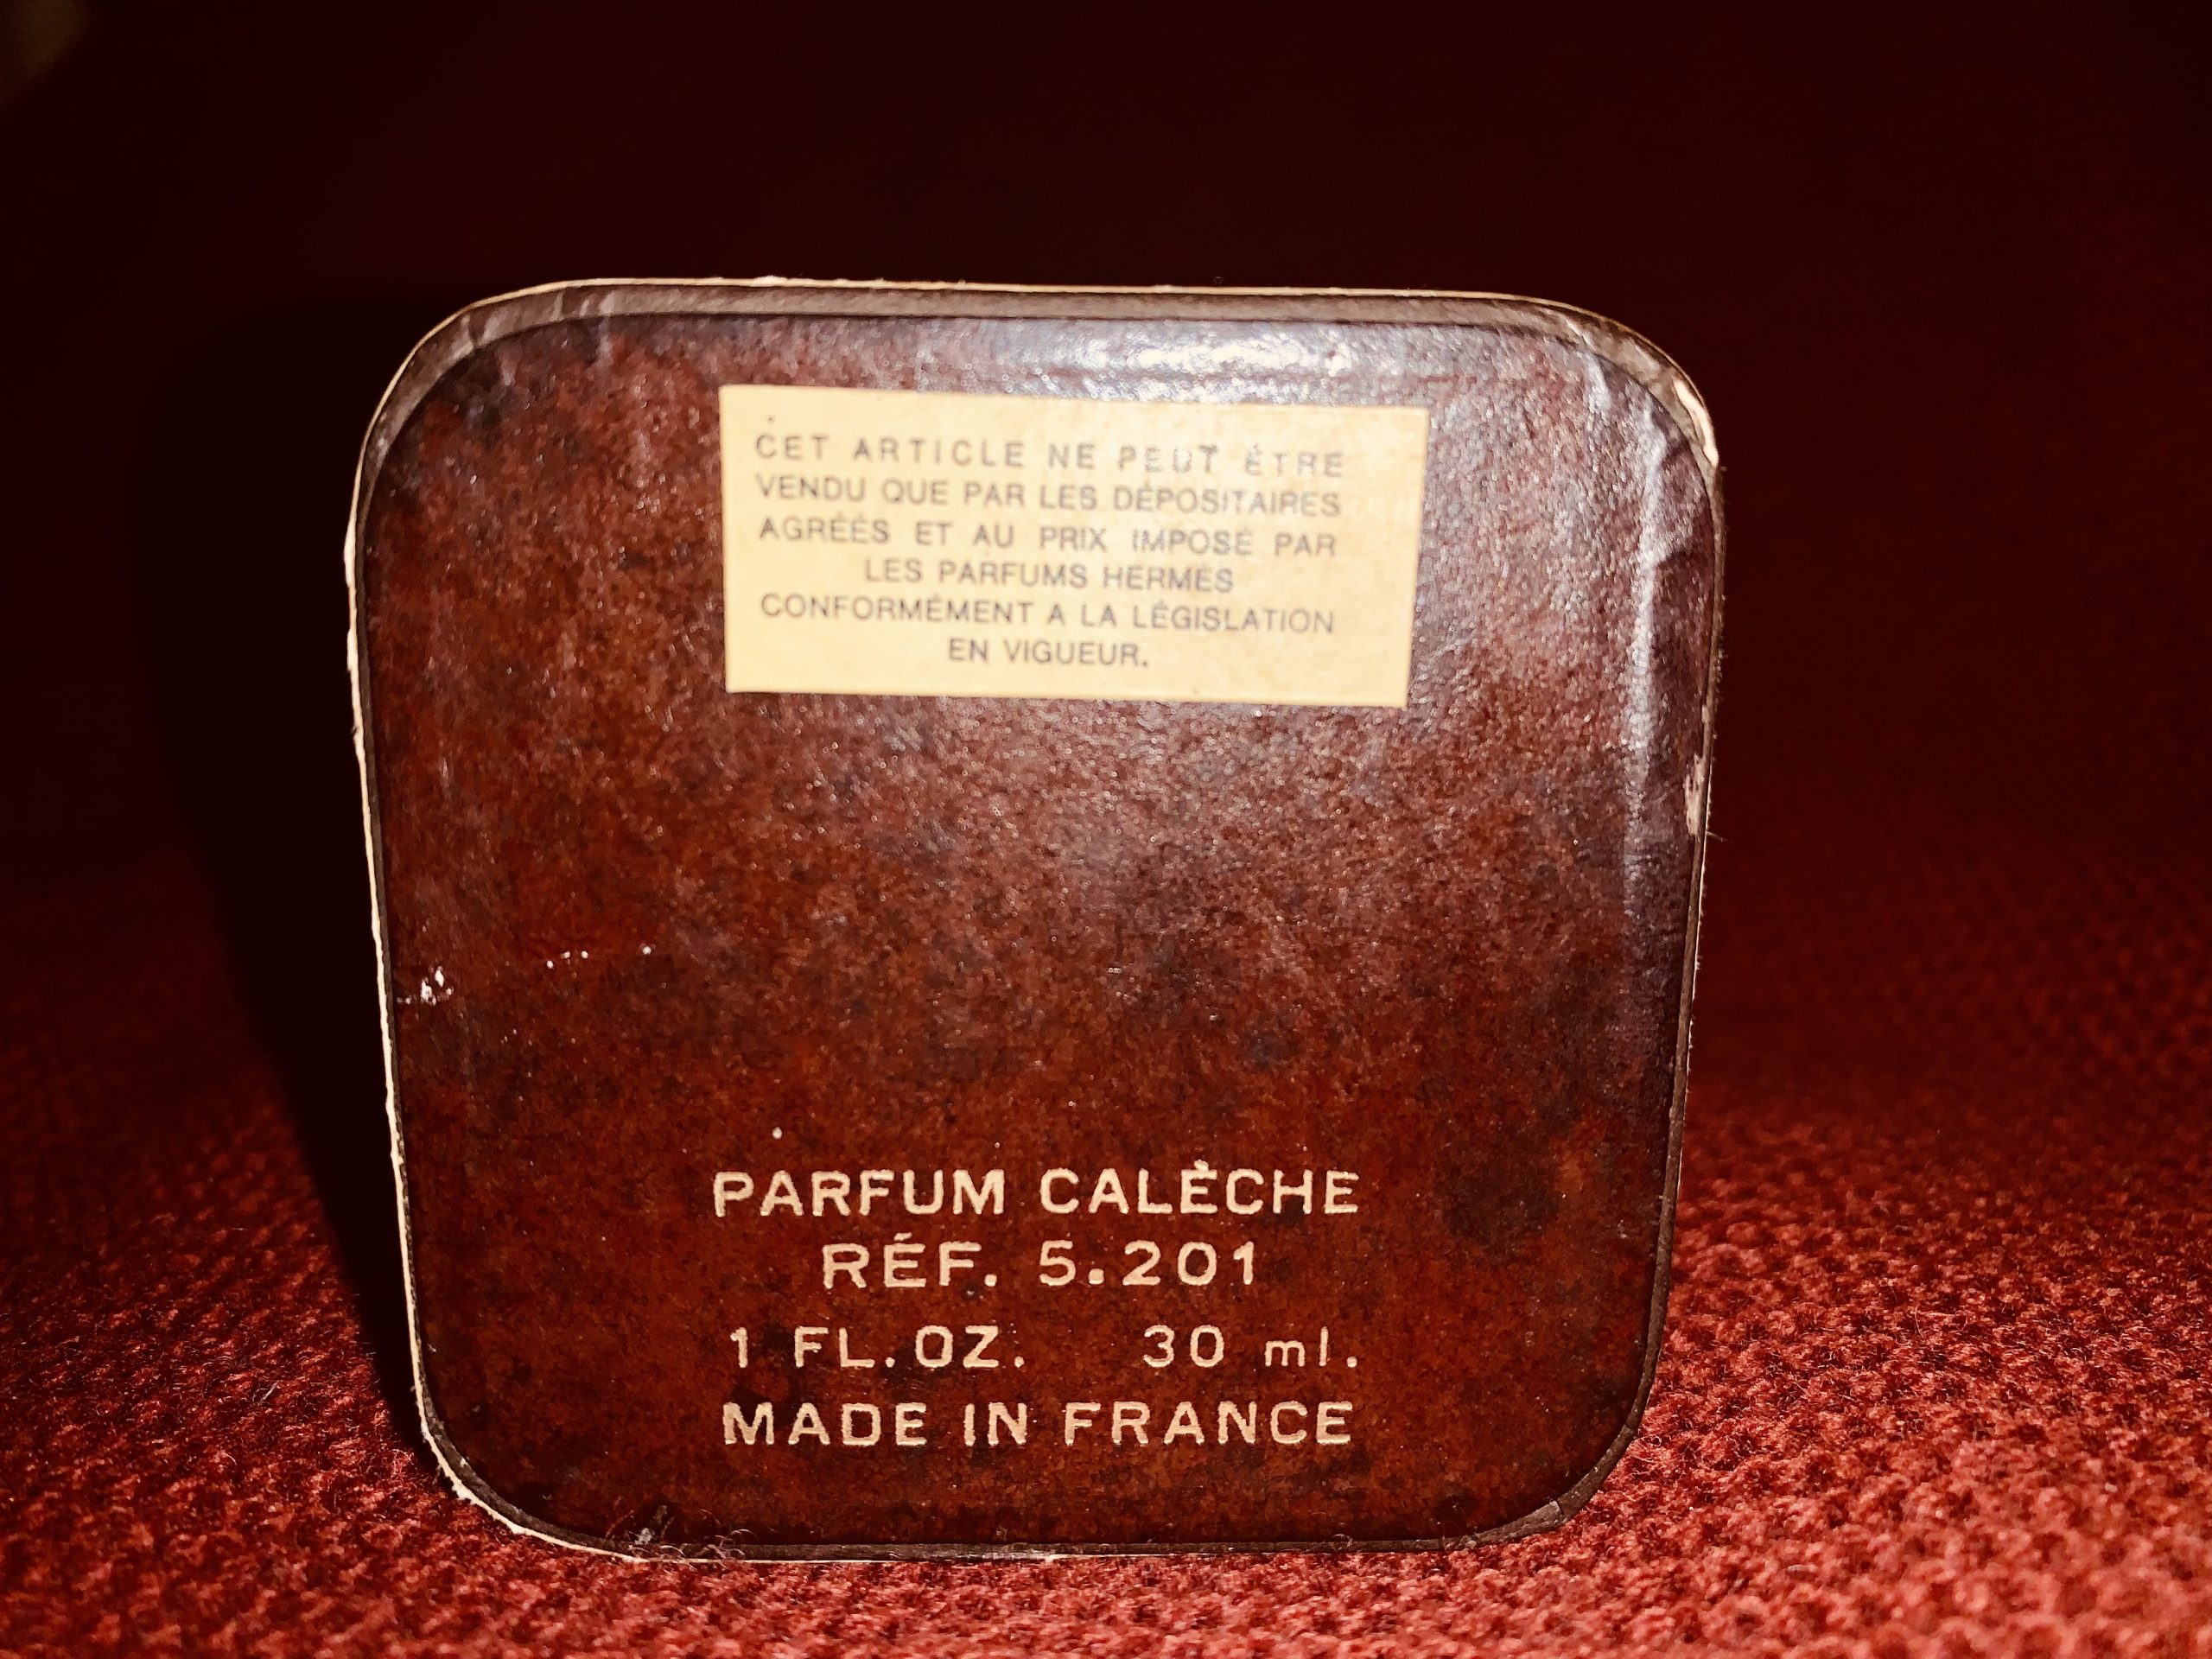 CET ARTICLE NE PEUT ÊTRE
VENDU QUE PAR LES DÉPOSITAIRES
AGRÉÉS ET AU PRIX IMPOSÉ PAR
LES PARFUMS HERMÈS
CONFORMÉMENT A LA LÉGISLATION
EN VIGUEUR.
PARFUM CALÈCHE
RÉF. 5.201
1 FL.OZ. 30 ml.
MADE IN FRANCE